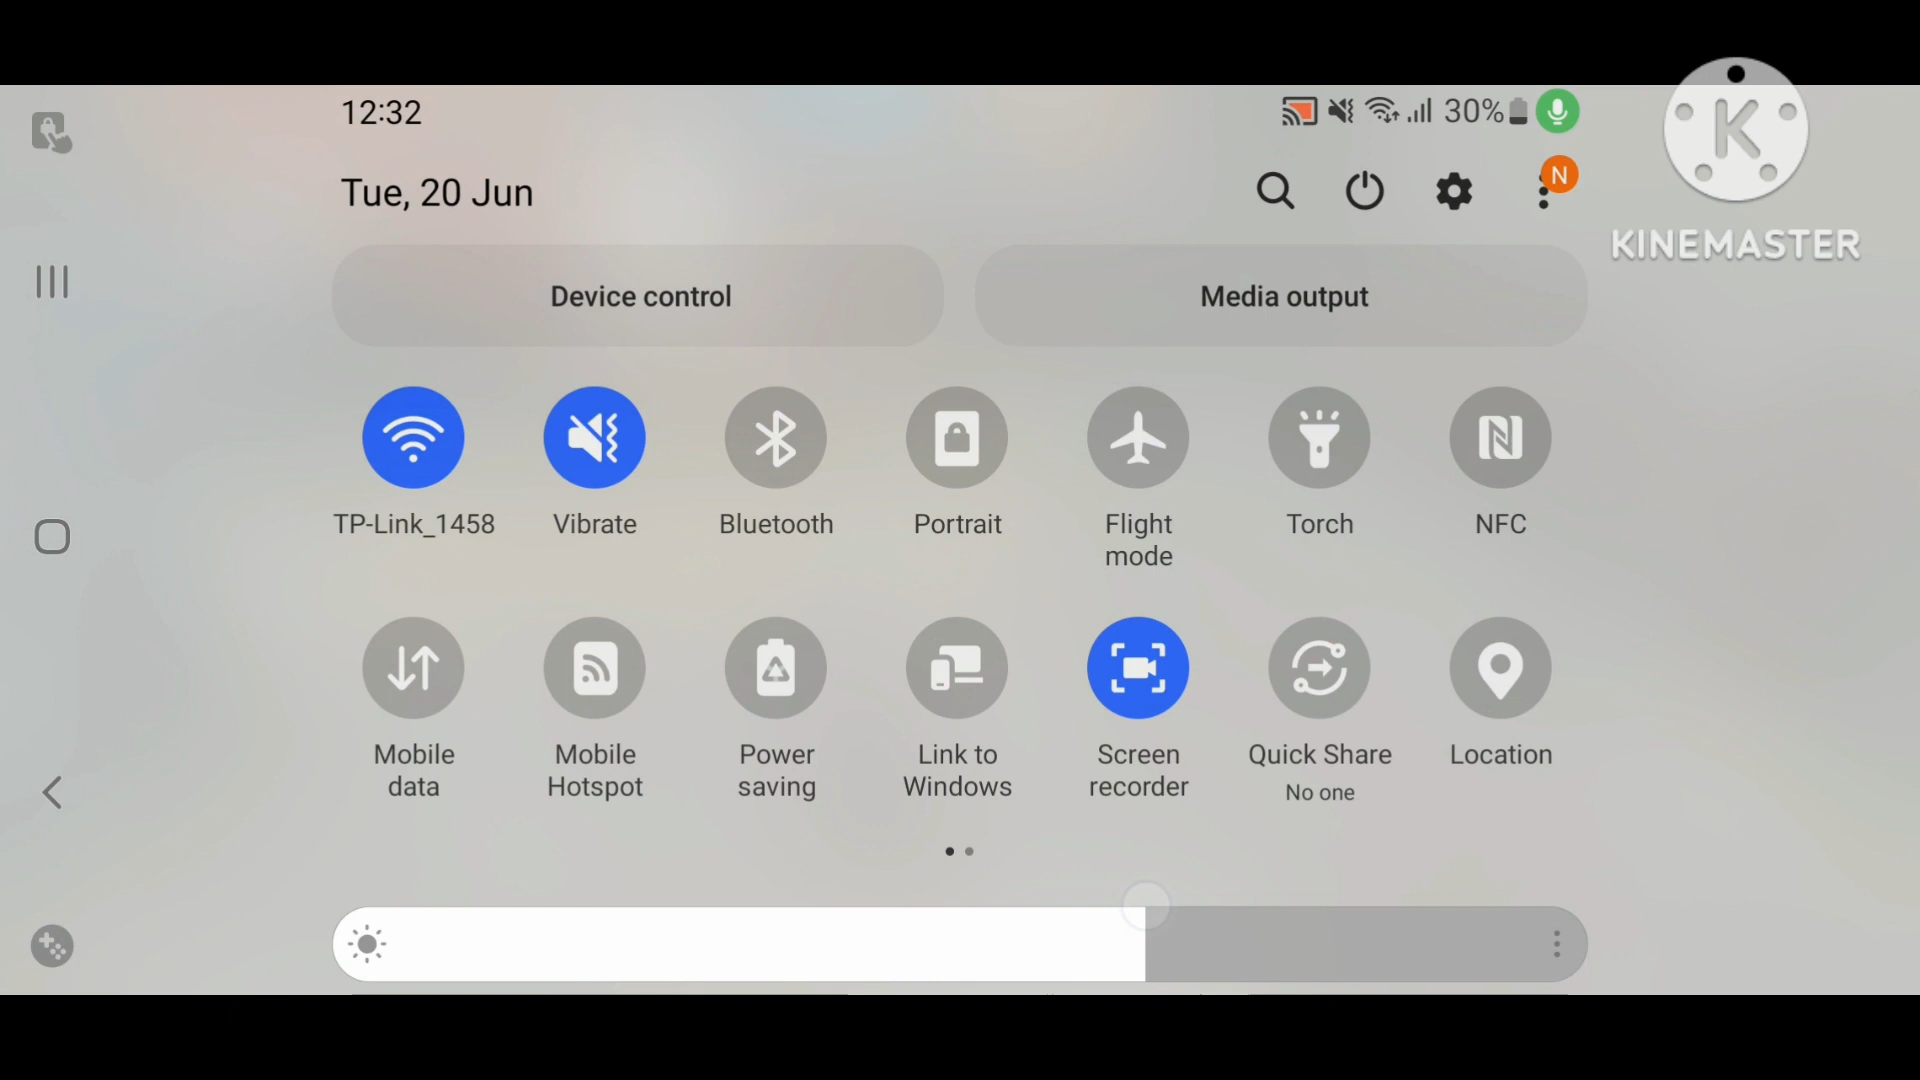 12:32
30%
Tue, 20 Jun
N
K
KINEMASTER
Device control
Media output
TP-Link_1458
Vibrate
Bluetooth
Portrait
Flight
mode
Torch
NFC
Mobile
data
Mobile
Hotspot
Power
saving
Link to
Windows
Screen
recorder
Quick Share
No one
Location